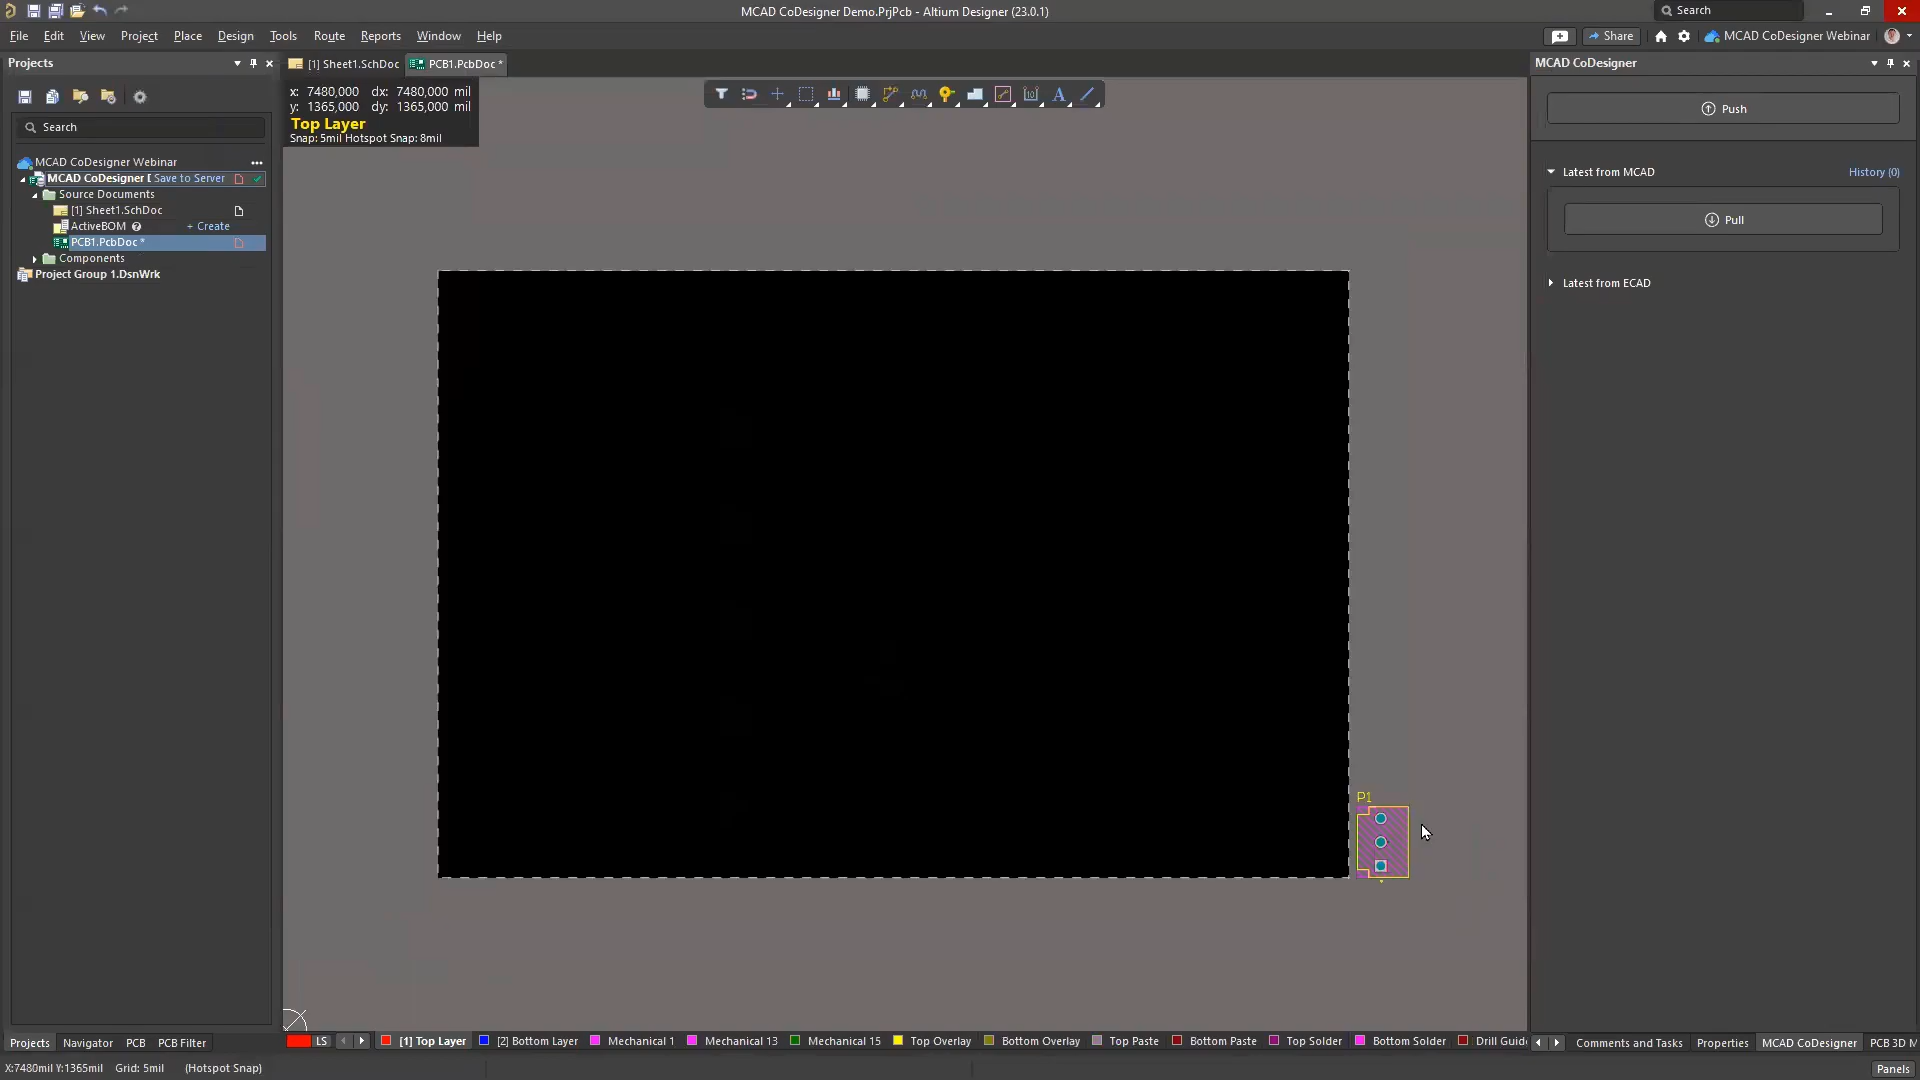 MCAD CoDesigner Demo.PrjPcb - Altium Designer (23.0.1)
Search
File Edit View Project Place Design Tools Route Reports Window Help
Share
MCAD CoDesigner Webinar
Projects
[1] Sheet1.SchDoc
PCB1.PcbDoc *
MCAD CoDesigner
x: 7480,000 dx: 7480,000 mil
y: 1365,000 dy: 1365,000 mil
Top Layer
Snap: 5mil Hotspot Snap: 8mil
Push
Search
MCAD CoDesigner Webinar
MCAD CoDesigner Save to Server
Source Documents
[1] Sheet1.SchDoc
ActiveBOM + Create
PCB1.PcbDoc *
Components
Project Group 1.DsnWrk
Latest from MCAD History (0)
Pull
Latest from ECAD
P1
LS
[1] Top Layer
[2] Bottom Layer
Mechanical 1
Mechanical 13
Mechanical 15
Top Overlay
Bottom Overlay
Top Paste
Bottom Paste
Top Solder
Bottom Solder
Drill Guid
Projects Navigator PCB PCB Filter
Comments and Tasks Properties MCAD CoDesigner PCB 3D M
X:7480mil Y:1365mil Grid: 5mil (Hotspot Snap)
Panels